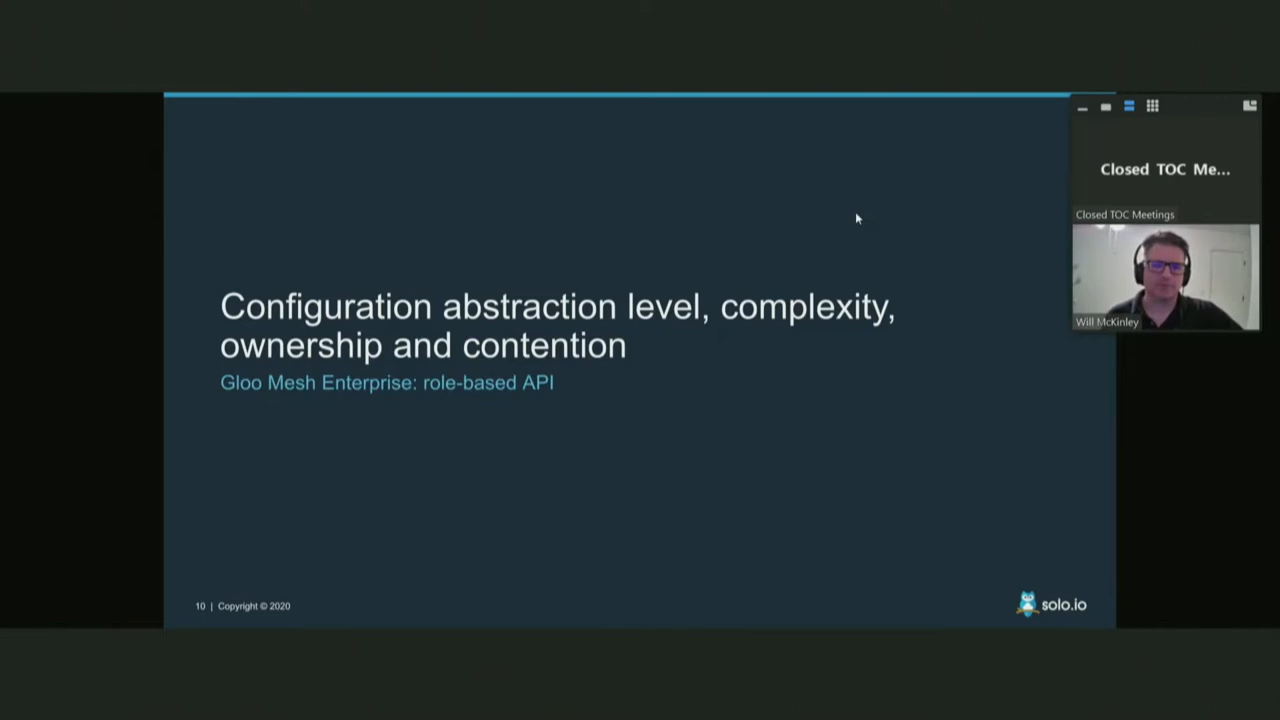 Closed TOC Me...
Closed TOC Meetings
Will McKinley
Configuration abstraction level, complexity,
ownership and contention
Gloo Mesh Enterprise: role-based API
10 | Copyright © 2020
solo.io